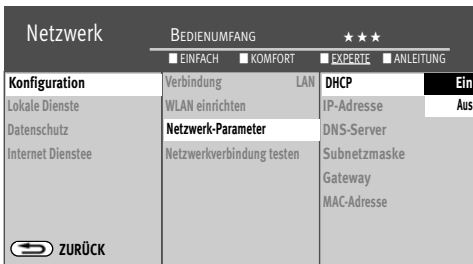 Netzwerk
BEDIENUMFANG ★★★
EINFACH KOMFORT EXPERTE ANLEITUNG
Konfiguration Verbindung LAN DHCP Ein
Lokale Dienste WLAN einrichten IP-Adresse Aus
Datenschutz Netzwerk-Parameter DNS-Server
Internet Dienstee Netzwerkverbindung testen Subnetzmaske
Gateway
MAC-Adresse
ZURÜCK